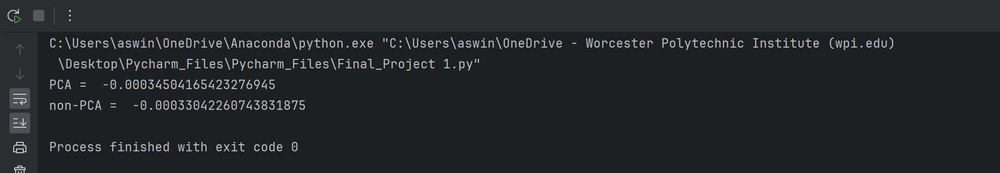 C:\Users\aswin\OneDrive\Anaconda\python.exe "C:\Users\aswin\OneDrive - Worcester Polytechnic Institute (wpi.edu)
\Desktop\Pycharm_Files\Pycharm_Files\Final_Project 1.py"
PCA =  -0.00034504165423276945
non-PCA =  -0.00033042260743831875
Process finished with exit code 0